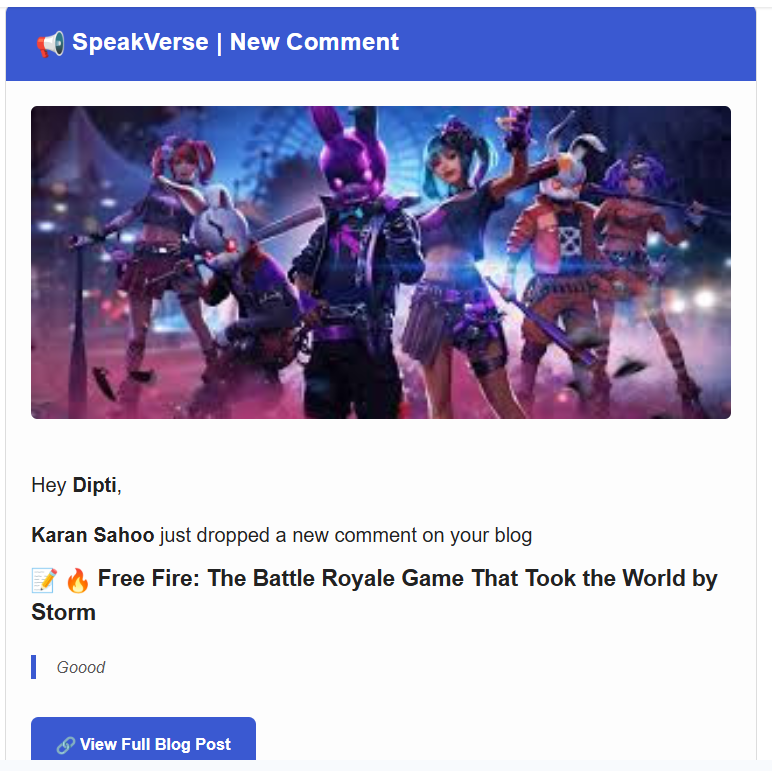 📢 SpeakVerse | New Comment
Hey Dipti,
Karan Sahoo just dropped a new comment on your blog
📝 🔥 Free Fire: The Battle Royale Game That Took the World by
Storm
Goood
🔗 View Full Blog Post